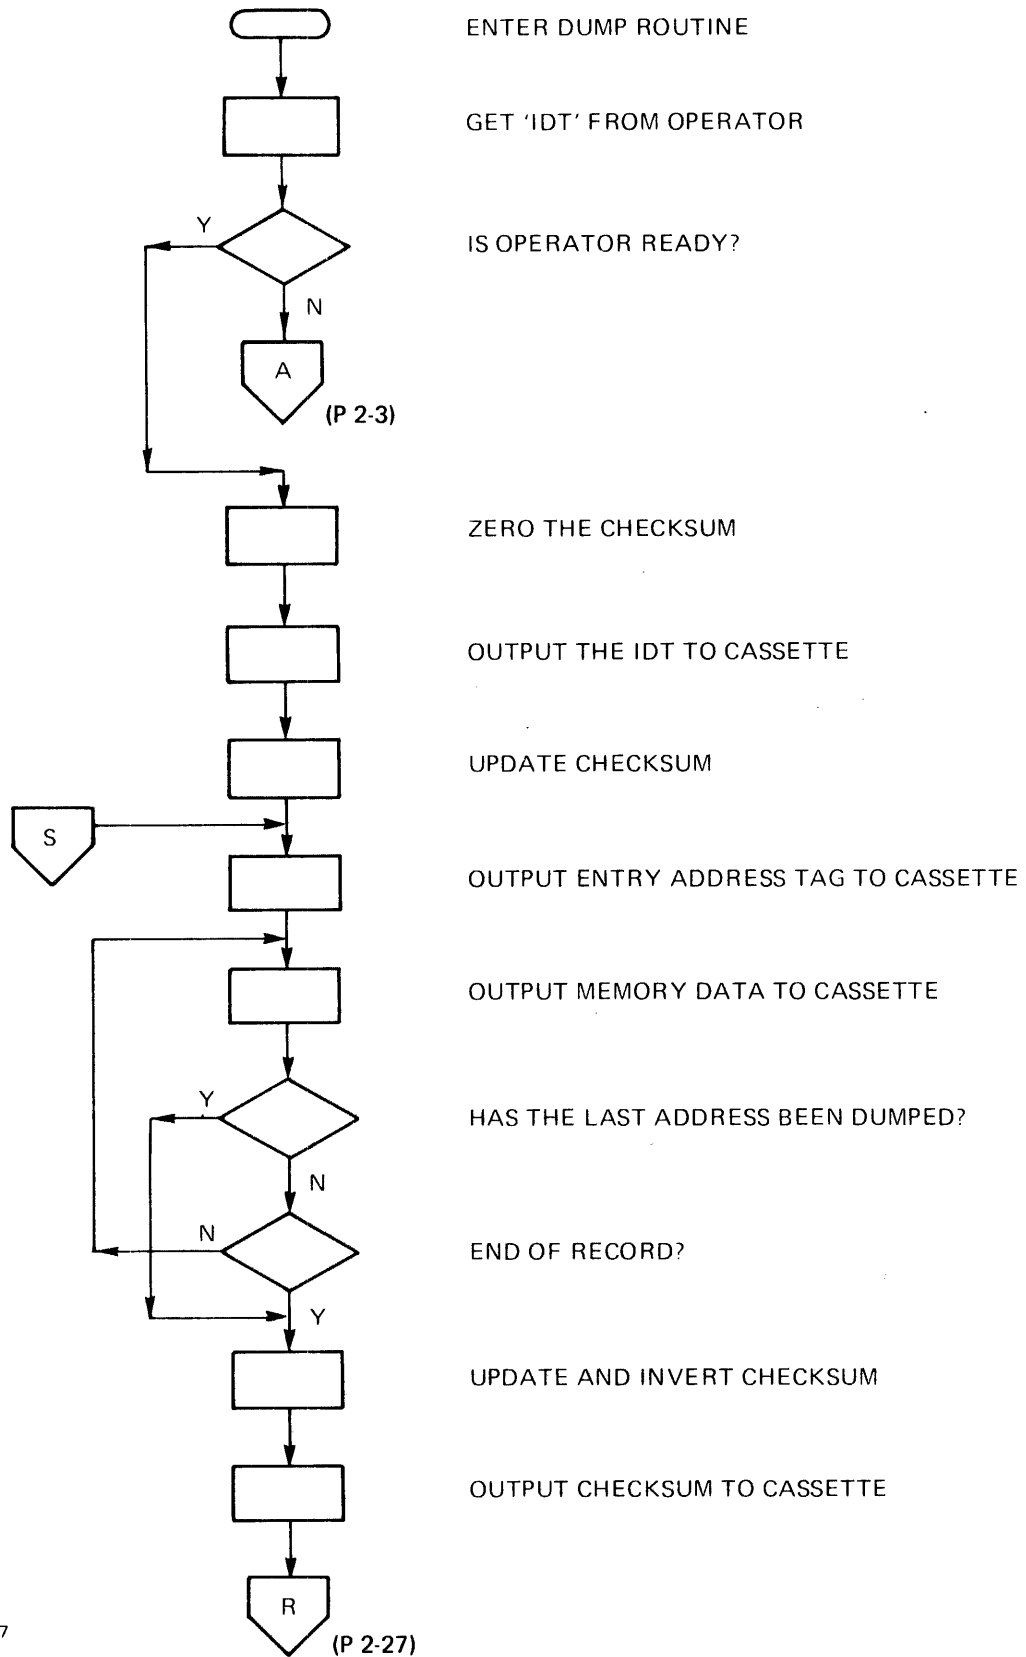 ENTER DUMP ROUTINE
GET 'IDT' FROM OPERATOR
Y
IS OPERATOR READY?
N
A
(P 2-3)
ZERO THE CHECKSUM
OUTPUT THE IDT TO CASSETTE
UPDATE CHECKSUM
S
OUTPUT ENTRY ADDRESS TAG TO CASSETTE
OUTPUT MEMORY DATA TO CASSETTE
Y
HAS THE LAST ADDRESS BEEN DUMPED?
N
N
END OF RECORD?
Y
UPDATE AND INVERT CHECKSUM
OUTPUT CHECKSUM TO CASSETTE
R
7
(P 2-27)